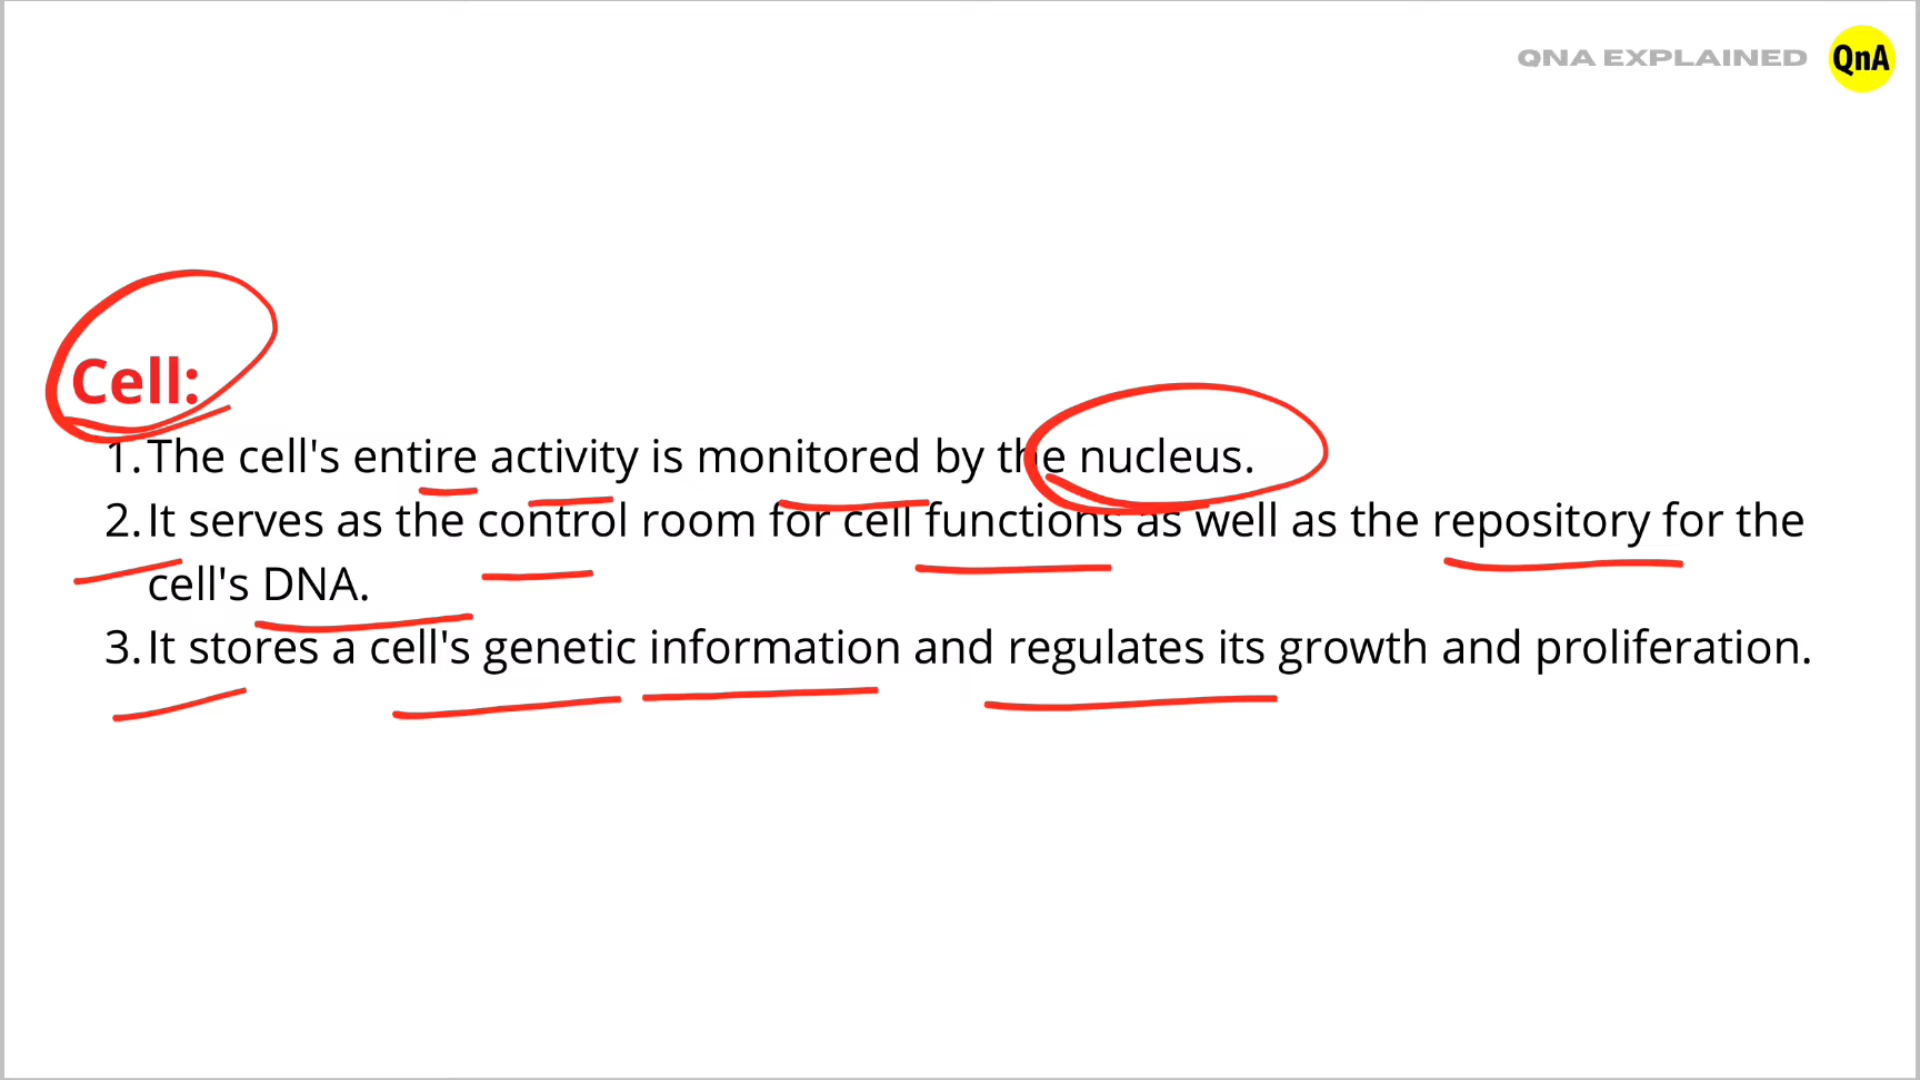 QNA EXPLAINED QnA
Cell:
1. The cell's entire activity is monitored by the nucleus.
2. It serves as the control room for cell functions as well as the repository for the
cell's DNA.
3. It stores a cell's genetic information and regulates its growth and proliferation.